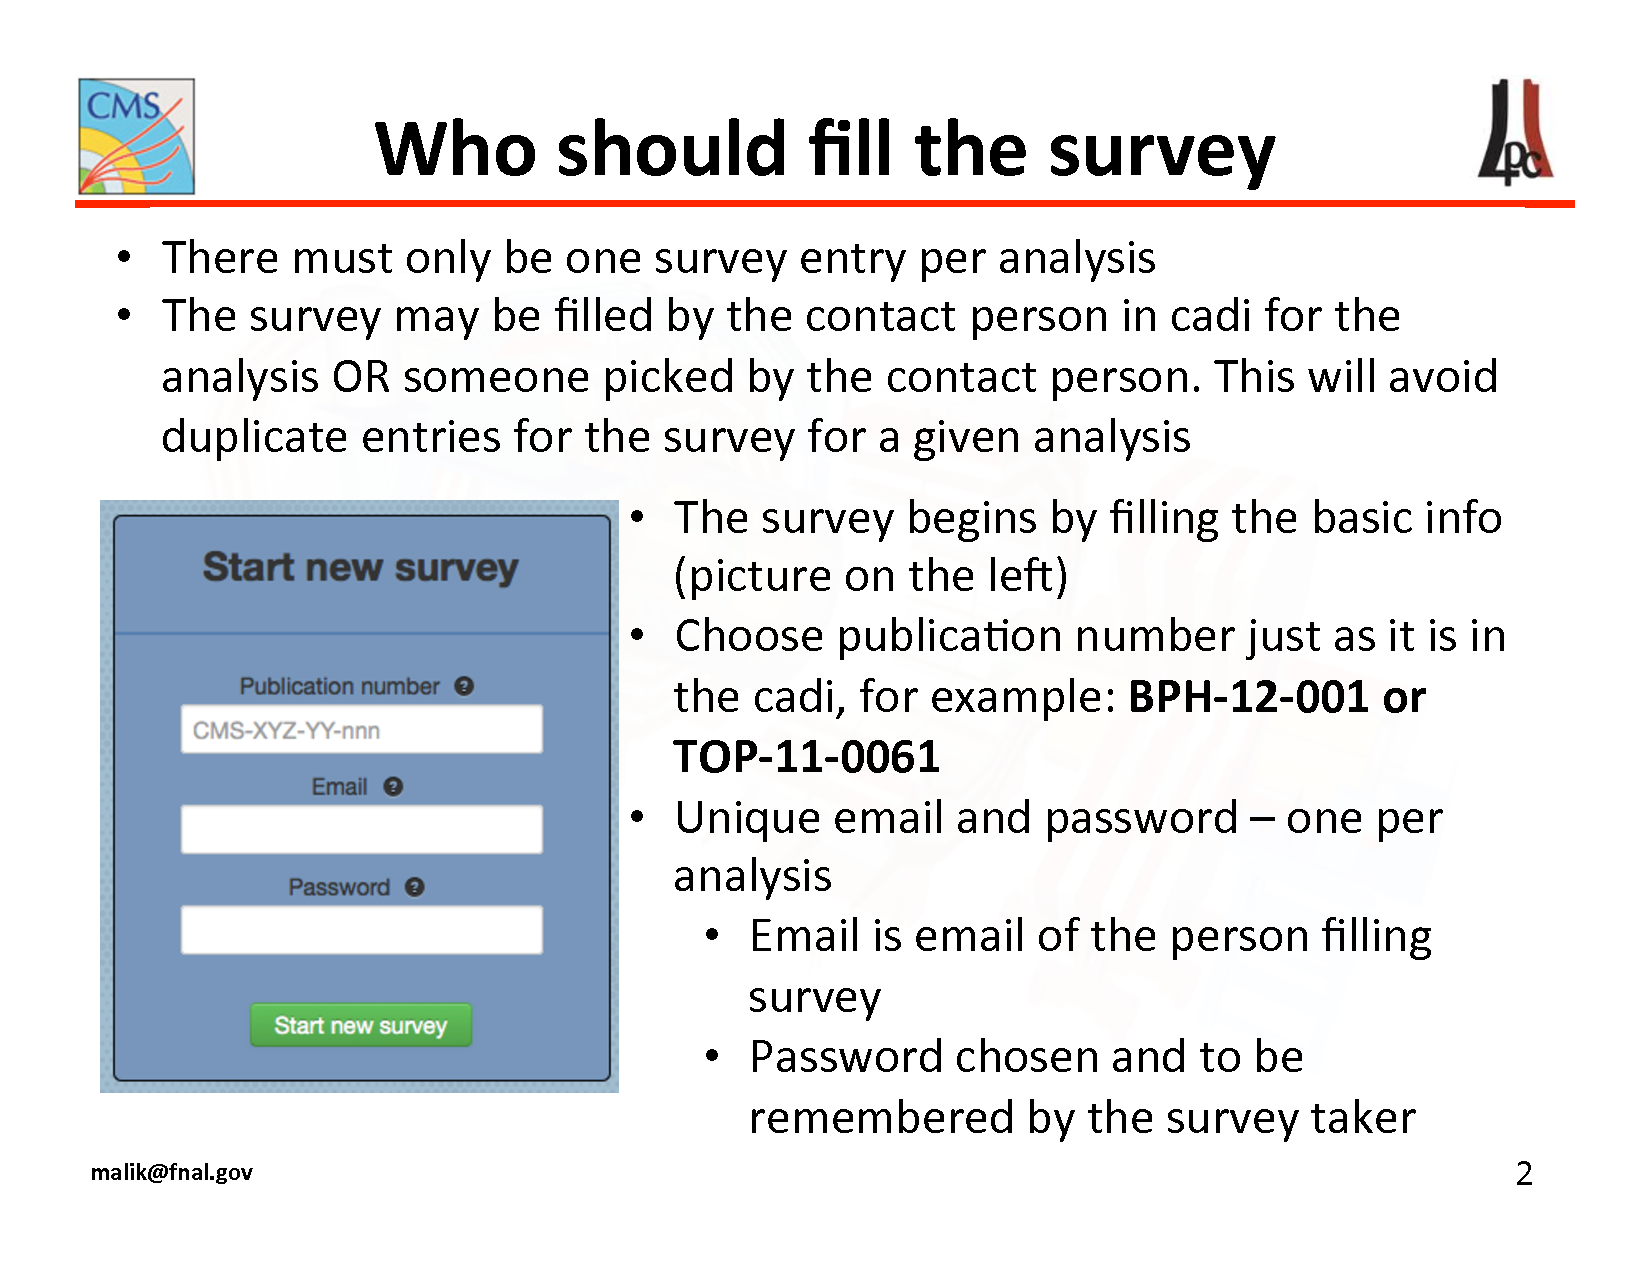 CMS
Who should fill the survey
LPC
• There must only be one survey entry per analysis
• The survey may be filled by the contact person in cadi for the
analysis OR someone picked by the contact person. This will avoid
duplicate entries for the survey for a given analysis
Start new survey
Publication number ?
CMS-XYZ-YY-nnn
Email ?
Password ?
Start new survey
• The survey begins by filling the basic info
(picture on the left)
• Choose publication number just as it is in
the cadi, for example: BPH-12-001 or
TOP-11-0061
• Unique email and password – one per
analysis
• Email is email of the person filling
survey
• Password chosen and to be
remembered by the survey taker
malik@fnal.gov
2